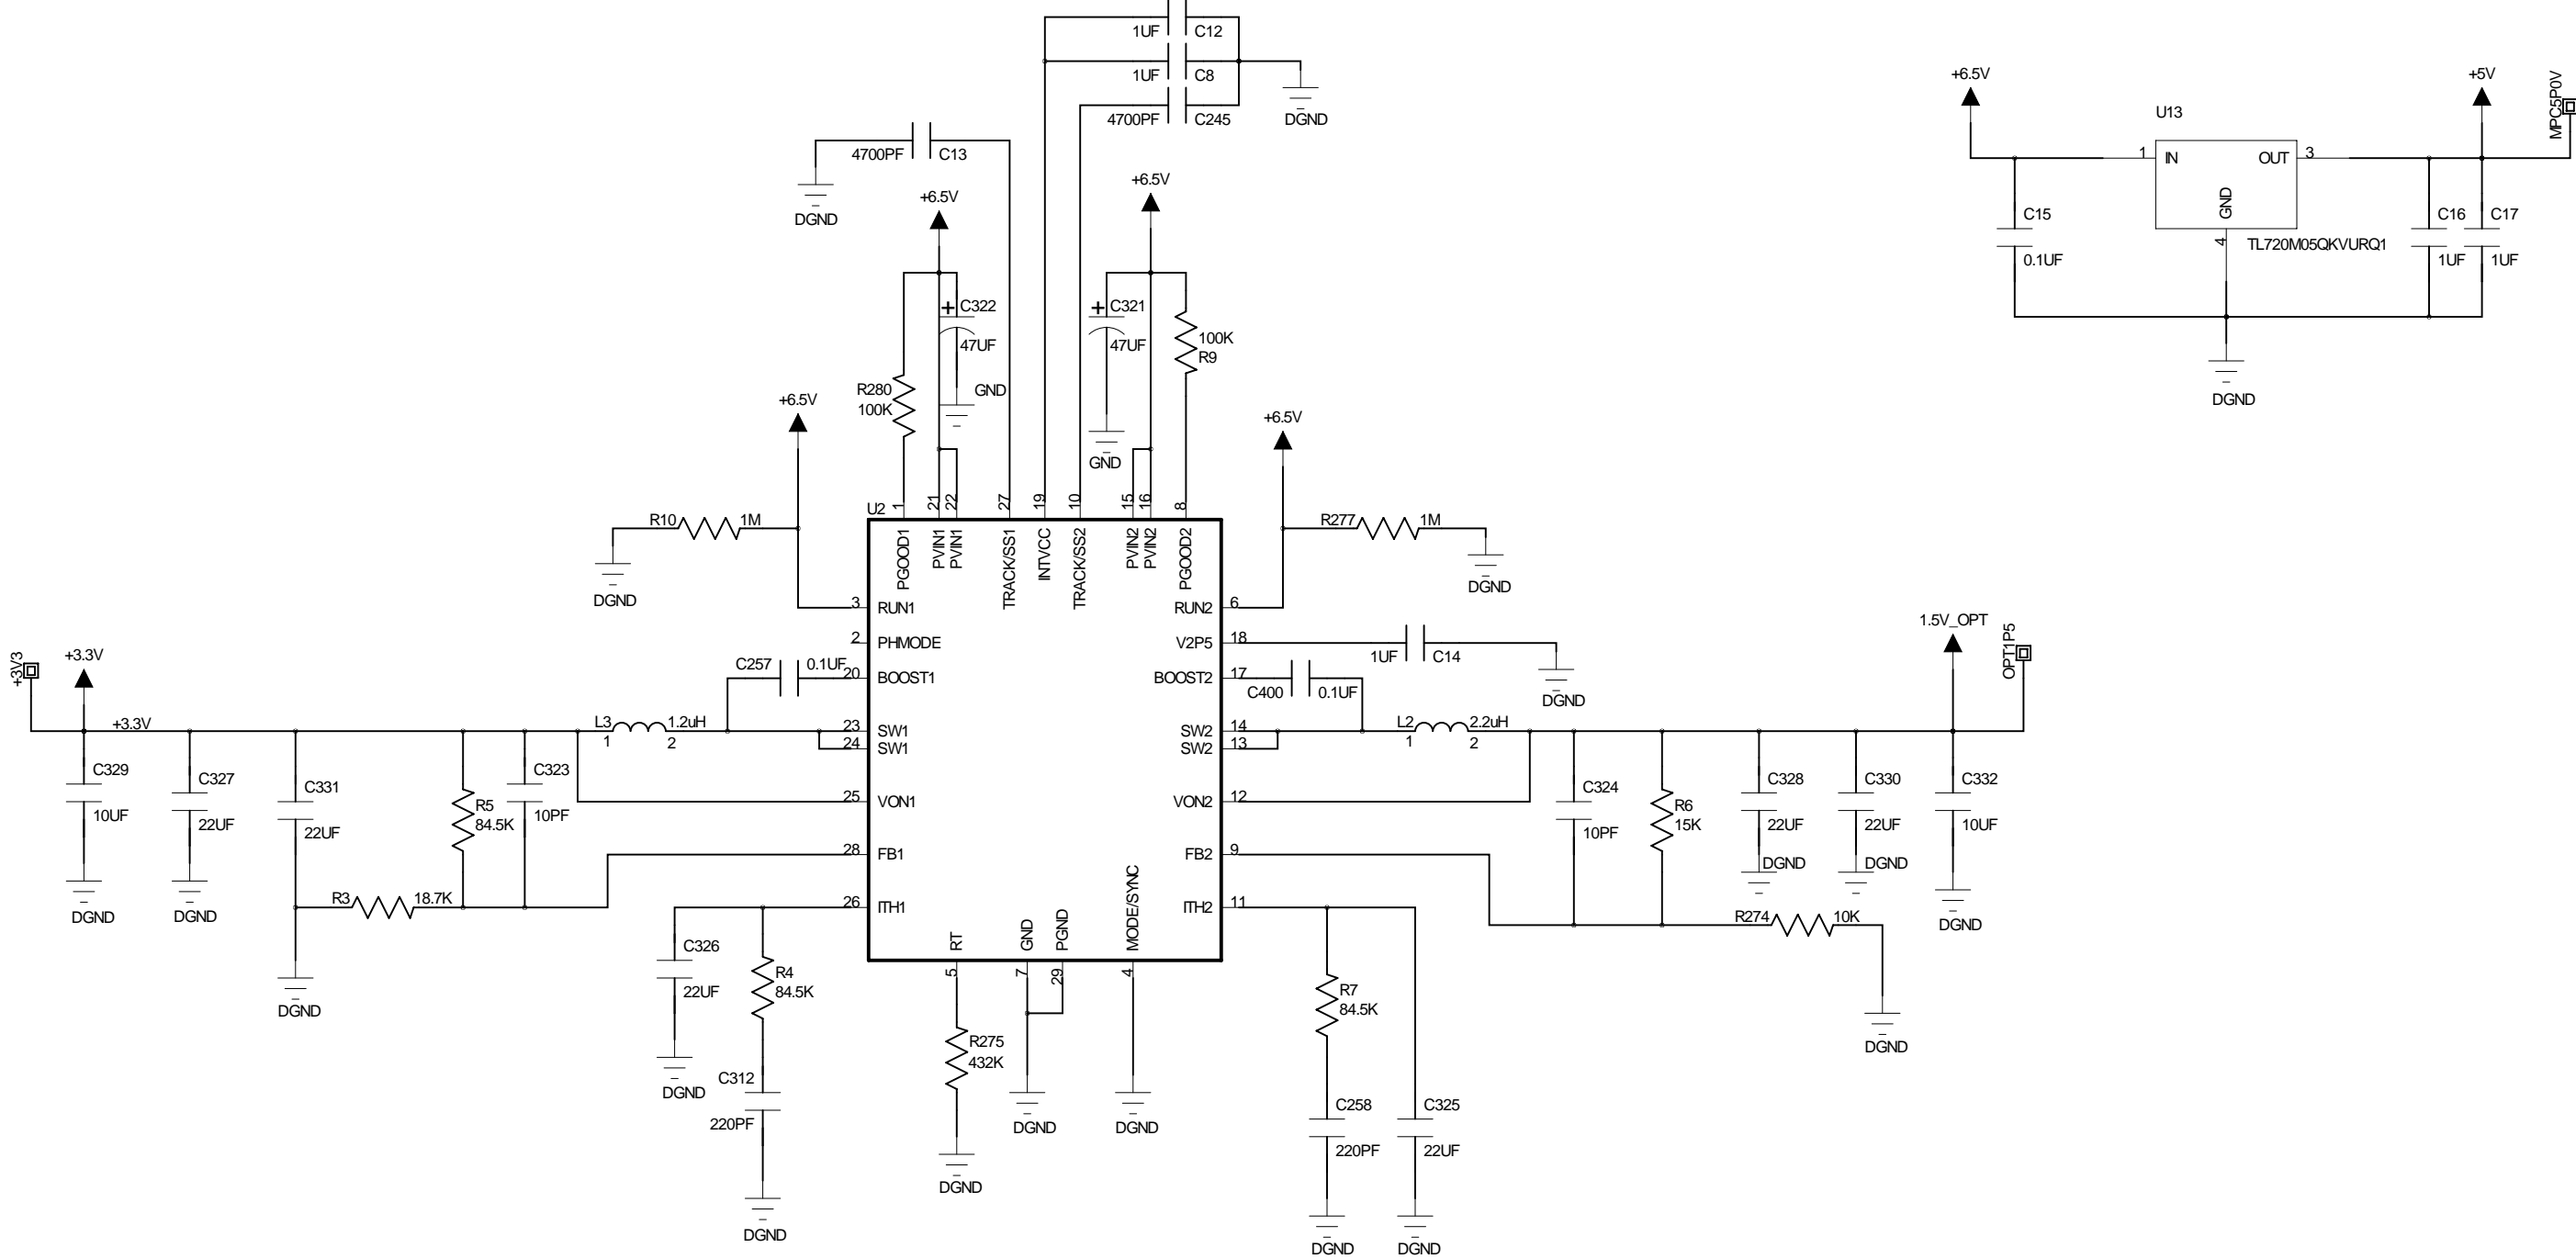 1UF C12
1UF C8
4700PF C245
DGND
4700PF C13
DGND
+6.5V
+6.5V
C322
47UF
GND
C321
47UF
GND
100K
R9
R280
100K
+6.5V
+6.5V
R10 1M
DGND
R277 1M
DGND
U2
1 21 22 27 19 10 15 16 8
PGOOD1 PVIN1 PVIN1 TRACK/SS1 INTVCC TRACK/SS2 PVIN2 PVIN2 PGOOD2
3 RUN1
RUN2 6
2 PHMODE
V2P5 18
1UF C14
DGND
C257 0.1UF
20 BOOST1
BOOST2 17
C400 0.1UF
+3V3
+3.3V
+3.3V
L3 1.2uH
1 2
23 SW1
24 SW1
SW2 14
SW2 13
L2 2.2uH
1 2
1.5V_OPT
OPT1P5
C329
10UF
DGND
C327
22UF
DGND
C331
22UF
DGND
R5
84.5K
C323
10PF
25 VON1
VON2 12
C324
10PF
R6
15K
C328
22UF
DGND
C330
22UF
DGND
C332
10UF
DGND
28 FB1
FB2 9
R3 18.7K
26 ITH1
ITH2 11
R274 10K
DGND
RT GND PGND MODE/SYNC
5 7 29 4
C326
22UF
DGND
R4
84.5K
C312
220PF
DGND
R275
432K
DGND
DGND
DGND
R7
84.5K
C258
220PF
DGND
C325
22UF
DGND
+6.5V
U13
+5V
MPC5P0V
1 IN OUT 3
GND
4
TL720M05QKVURQ1
C15
0.1UF
C16
1UF
C17
1UF
DGND